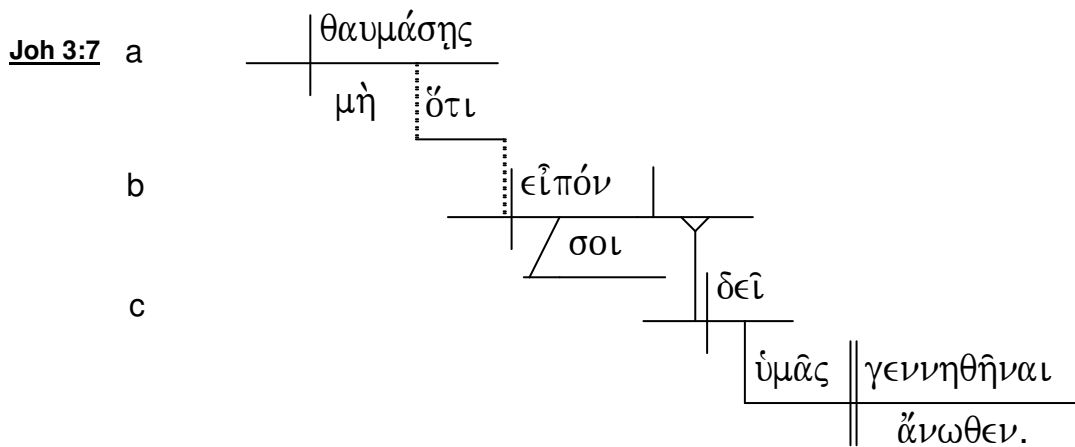 θαυμάσῃς
Joh 3:7 a
μὴ ὅτι
b εἶπόν
σοι
c δεῖ
ὑμᾶς γεννηθῆναι
ἄνωθεν.